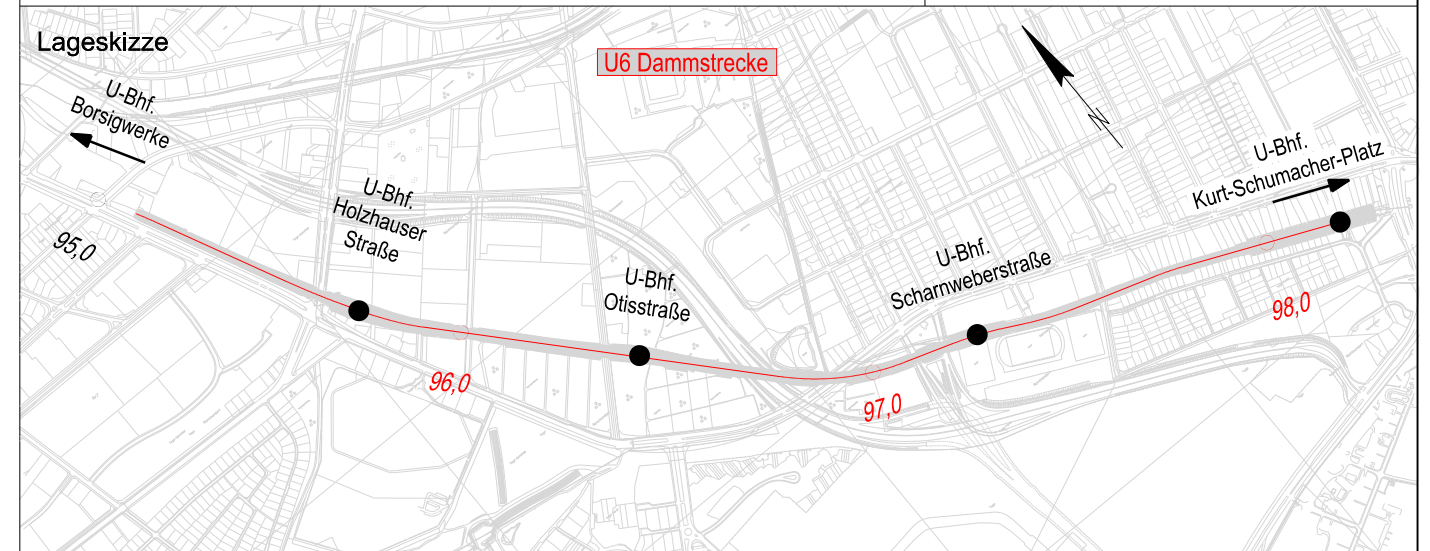 Lageskizze
U6 Dammstrecke
U-Bhf.
Borsigwerke
N
U-Bhf.
Kurt-Schumacher-Platz
U-Bhf.
Holzhauser
Straße
95,0
U-Bhf.
Scharnweberstraße
U-Bhf.
Otisstraße
98,0
96,0
97,0